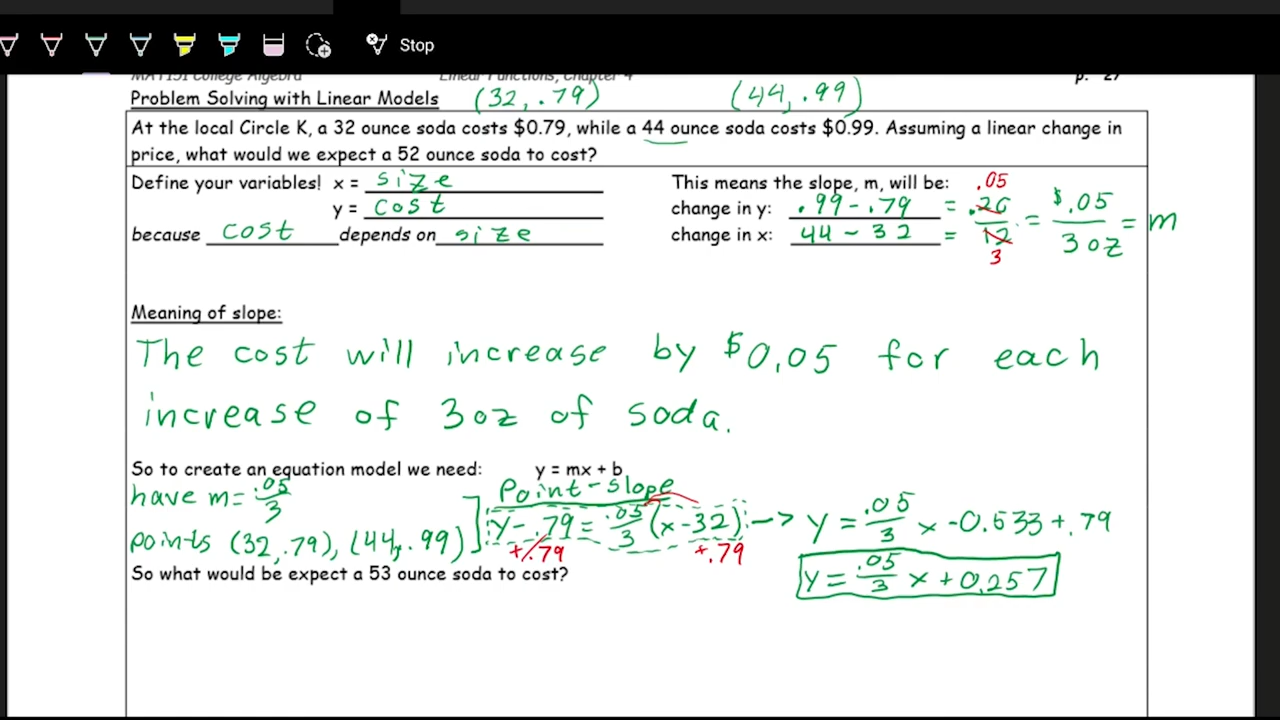 Stop
MAT151 College Algebra Linear Functions, Chapter 4 p. 27
Problem Solving with Linear Models (32, .79) (44, .99)
At the local Circle K, a 32 ounce soda costs $0.79, while a 44 ounce soda costs $0.99. Assuming a linear change in
price, what would we expect a 52 ounce soda to cost?
Define your variables! x = size
y = cost
because cost depends on size
This means the slope, m, will be: .05
change in y: .99 - .79 = .20
change in x: 44 - 32 = 12
3
= $.05 / 3 oz = m
Meaning of slope:
The cost will increase by $0.05 for each
increase of 3oz of soda.
So to create an equation model we need: y = mx + b
have m = .05/3
Point-slope
points (32, .79), (44, .99)
y - .79 = .05/3 (x - 32) -> y = .05/3 x - 0.533 + .79
+.79 +.79
y = .05/3 x + 0.257
So what would be expect a 53 ounce soda to cost?